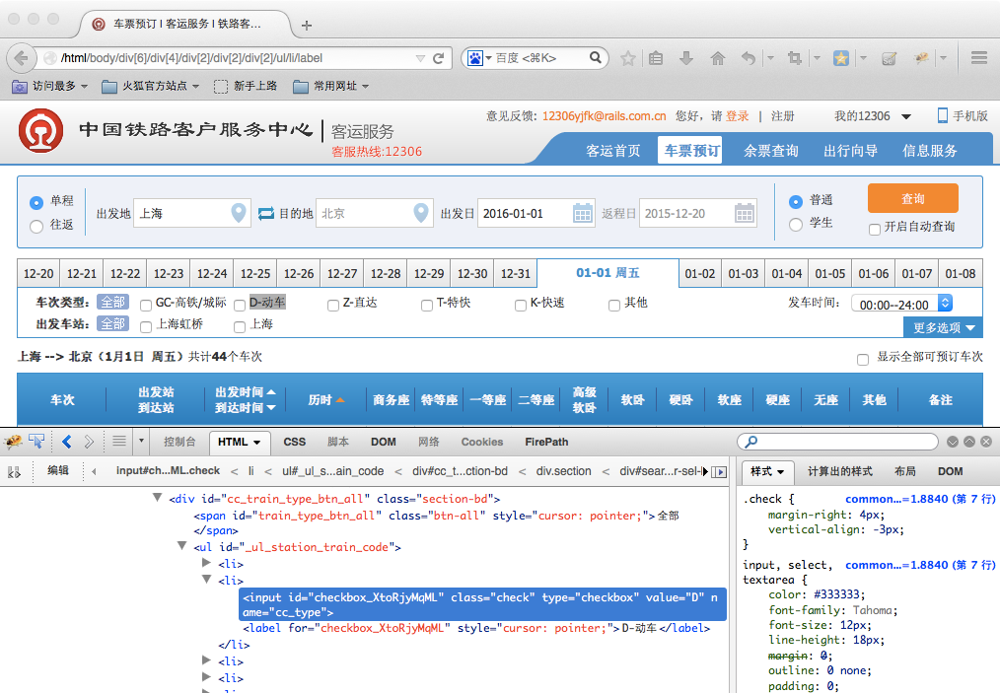 车票预订 | 客运服务 | 铁路客...
/html/body/div[6]/div[4]/div[2]/div[2]/div[2]/ul/li/label
百度 <⌘K>
访问最多 火狐官方站点 新手上路 常用网址
意见反馈: 12306yjfk@rails.com.cn 您好，请 登录 | 注册 我的12306 手机版
中国铁路客户服务中心 客运服务
客服热线:12306
客运首页 车票预订 余票查询 出行向导 信息服务
单程 往返
出发地 上海 目的地 北京 出发日 2016-01-01 返程日 2015-12-20
普通 学生
查询
开启自动查询
12-20 12-21 12-22 12-23 12-24 12-25 12-26 12-27 12-28 12-29 12-30 12-31 01-01 周五 01-02 01-03 01-04 01-05 01-06 01-07 01-08
车次类型: 全部 GC-高铁/城际 D-动车 Z-直达 T-特快 K-快速 其他 发车时间: 00:00--24:00
出发车站: 全部 上海虹桥 上海
更多选项
上海 --> 北京（1月1日 周五）共计44个车次 显示全部可预订车次
车次 出发站 到达站 出发时间 到达时间 历时 商务座 特等座 一等座 二等座 高级软卧 软卧 硬卧 软座 硬座 无座 其他 备注
控制台 HTML CSS 脚本 DOM 网络 Cookies FirePath
编辑 input#ch...ML.check < li < ul#_ul_s...ain_code < div#cc_t...ction-bd < div.section < div#sear...r-sel-l
样式 计算出的样式 布局 DOM
<div id="cc_train_type_btn_all" class="section-bd">
<span id="train_type_btn_all" class="btn-all" style="cursor: pointer;">全部
</span>
<ul id="_ul_station_train_code">
<li>
<li>
<input id="checkbox_XtoRjyMqML" class="check" type="checkbox" value="D" n
ame="cc_type">
<label for="checkbox_XtoRjyMqML" style="cursor: pointer;">D-动车</label>
</li>
<li>
<li>
.check { common...=1.8840 (第 7 行)
margin-right: 4px;
vertical-align: -3px;
}
input, select, common...=1.8840 (第 7 行)
textarea {
color: #333333;
font-family: Tahoma;
font-size: 12px;
line-height: 18px;
margin: 0;
outline: 0 none;
padding: 0;